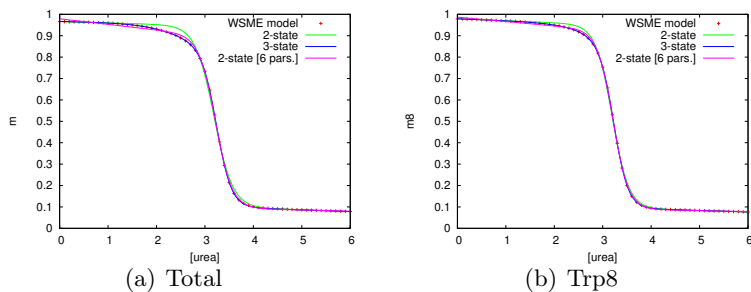 WSME model
2-state
3-state
2-state [6 pars.]
1
0.9
0.8
0.7
0.6
0.5
0.4
0.3
0.2
0.1
0
m
0 1 2 3 4 5 6
[urea]
(a) Total
WSME model
2-state
3-state
2-state [6 pars.]
1
0.9
0.8
0.7
0.6
0.5
0.4
0.3
0.2
0.1
0
m8
0 1 2 3 4 5 6
[urea]
(b) Trp8